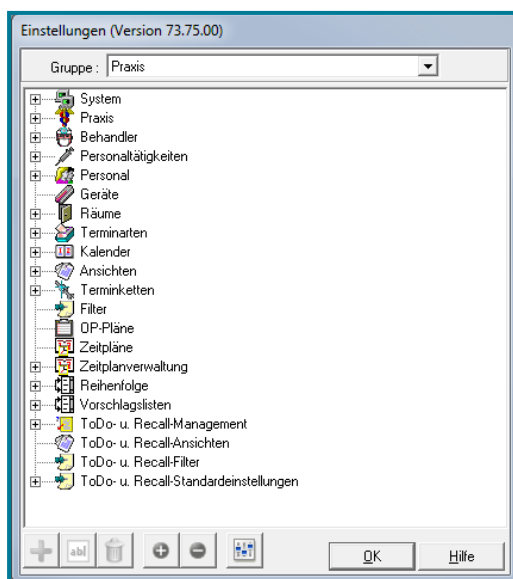 Einstellungen (Version 73.75.00)
Gruppe : Praxis
System
Praxis
Behandler
Personaltätigkeiten
Personal
Geräte
Räume
Terminarten
Kalender
Ansichten
Terminketten
Filter
OP-Pläne
Zeitpläne
Zeitplanverwaltung
Reihenfolge
Vorschlagslisten
ToDo- u. Recall-Management
ToDo- u. Recall-Ansichten
ToDo- u. Recall-Filter
ToDo- u. Recall-Standardeinstellungen
abl OK Hilfe